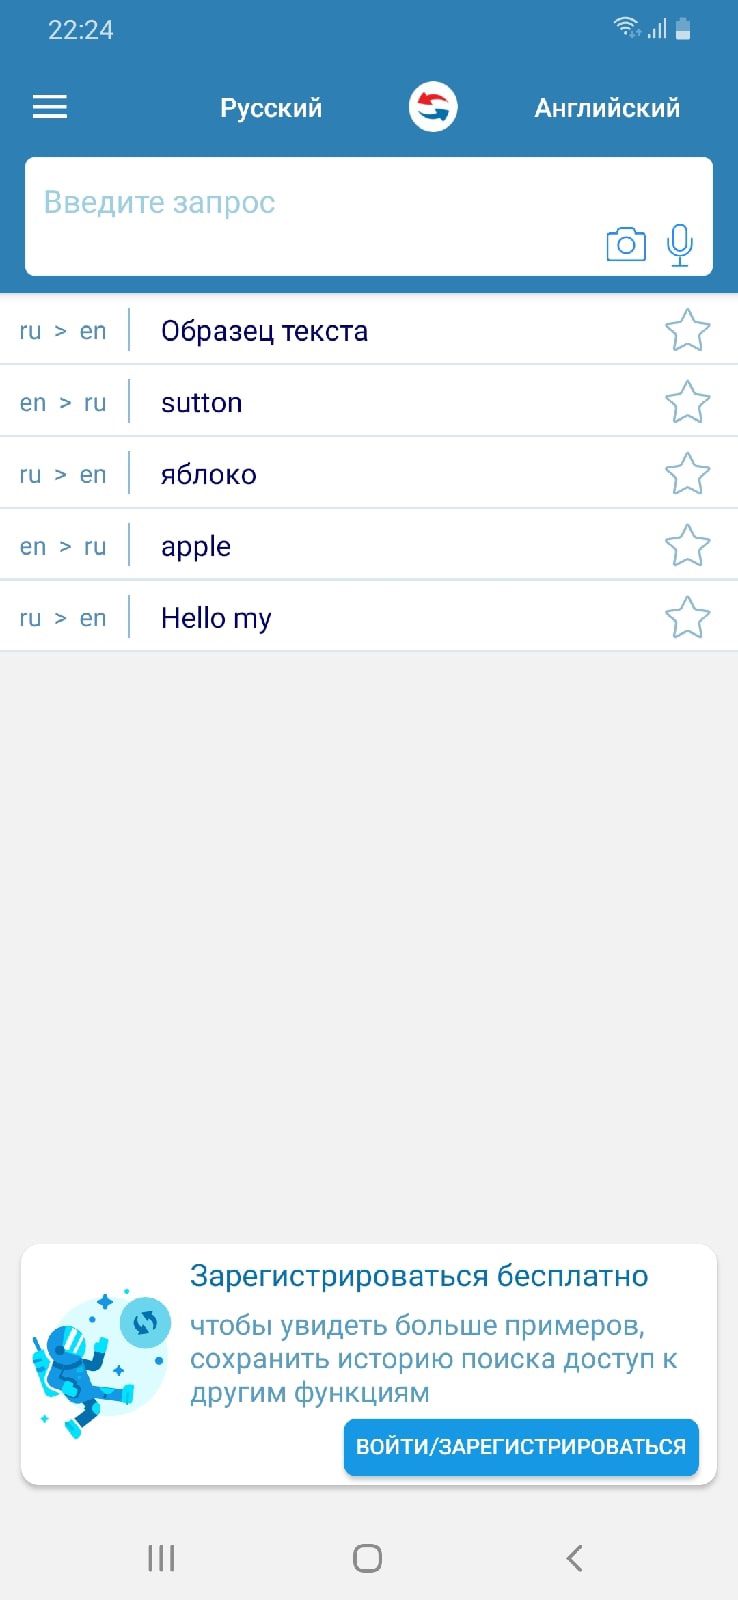 22:24
Русский Английский
Введите запрос
ru > en Образец текста
en > ru sutton
ru > en яблоко
en > ru apple
ru > en Hello my
Зарегистрироваться бесплатно
чтобы увидеть больше примеров,
сохранить историю поиска доступ к
другим функциям
ВОЙТИ/ЗАРЕГИСТРИРОВАТЬСЯ